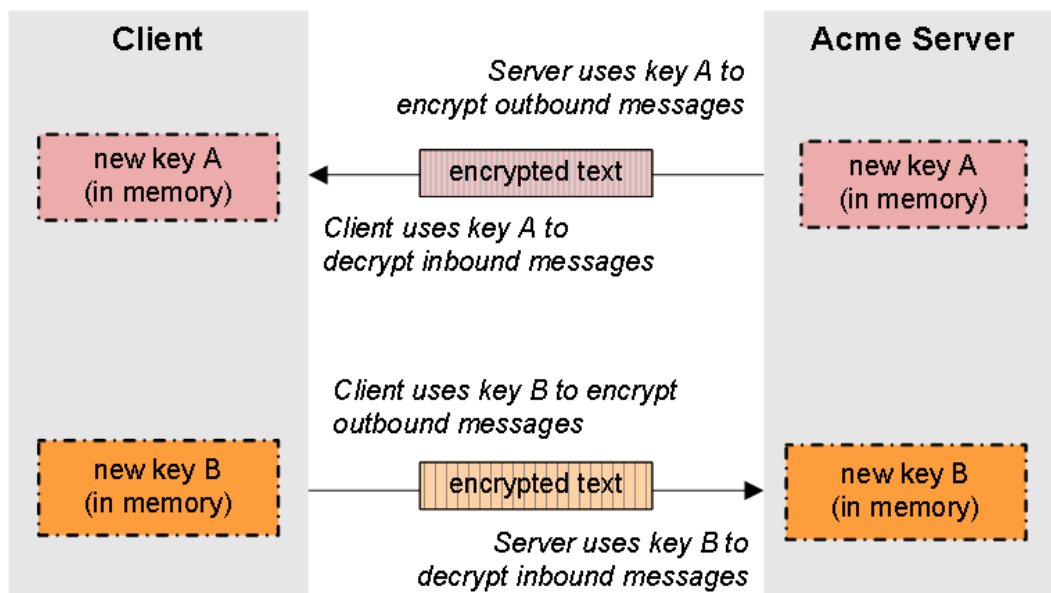 Client
Acme Server
Server uses key A to
encrypt outbound messages
new key A
(in memory)
encrypted text
new key A
(in memory)
Client uses key A to
decrypt inbound messages
Client uses key B to encrypt
outbound messages
new key B
(in memory)
encrypted text
new key B
(in memory)
Server uses key B to
decrypt inbound messages